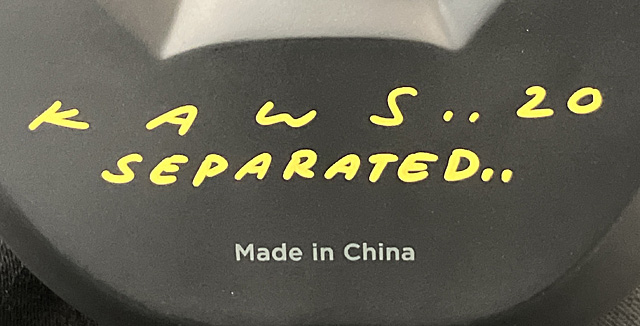 K A W S.. 20
SEPARATED..
Made in China